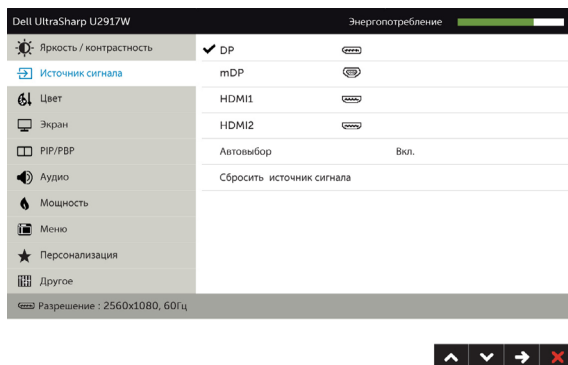 Dell UltraSharp U2917W
Энергопотребление
Яркость / контрастность
DP
Источник сигнала
mDP
Цвет
HDMI1
Экран
HDMI2
PIP/PBP
Автовыбор Вкл.
Аудио
Сбросить источник сигнала
Мощность
Меню
Персонализация
Другое
Разрешение : 2560x1080, 60Гц